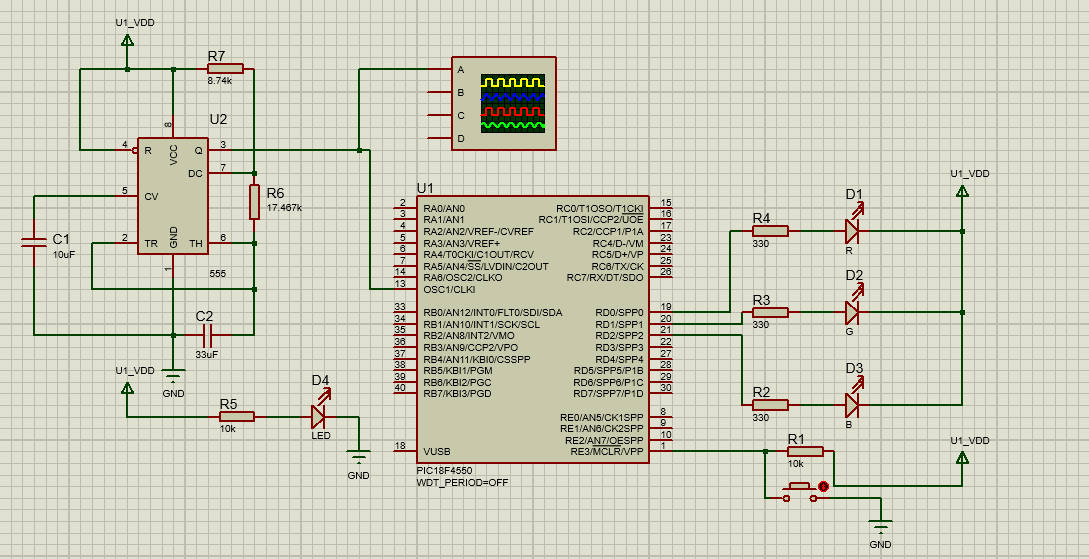 U1_VDD
R7
8.74k
U2
8
4
R
VCC
Q
3
DC
7
5
CV
R6
17.467k
2
TR
GND
TH
6
1
555
C1
10uF
C2
33uF
GND
A
B
C
D
U1_VDD
R5
10k
D4
LED
GND
U1
2
RA0/AN0
3
RA1/AN1
4
RA2/AN2/VREF-/CVREF
5
RA3/AN3/VREF+
6
RA4/T0CKI/C1OUT/RCV
7
RA5/AN4/SS/LVDIN/C2OUT
14
RA6/OSC2/CLKO
13
OSC1/CLKI
33
RB0/AN12/INT0/FLT0/SDI/SDA
34
RB1/AN10/INT1/SCK/SCL
35
RB2/AN8/INT2/VMO
36
RB3/AN9/CCP2/VPO
37
RB4/AN11/KBI0/CSSPP
38
RB5/KBI1/PGM
39
RB6/KBI2/PGC
40
RB7/KBI3/PGD
18
VUSB
RC0/T1OSO/T1CKI
15
RC1/T1OSI/CCP2/UOE
16
RC2/CCP1/P1A
17
RC4/D-/VM
23
RC5/D+/VP
24
RC6/TX/CK
25
RC7/RX/DT/SDO
26
RD0/SPP0
19
RD1/SPP1
20
RD2/SPP2
21
RD3/SPP3
22
RD4/SPP4
27
RD5/SPP5/P1B
28
RD6/SPP6/P1C
29
RD7/SPP7/P1D
30
RE0/AN5/CK1SPP
8
RE1/AN6/CK2SPP
9
RE2/AN7/OESPP
10
RE3/MCLR/VPP
1
PIC18F4550
WDT_PERIOD=OFF
U1_VDD
R4
330
D1
R
R3
330
D2
G
R2
330
D3
B
R1
10k
U1_VDD
GND